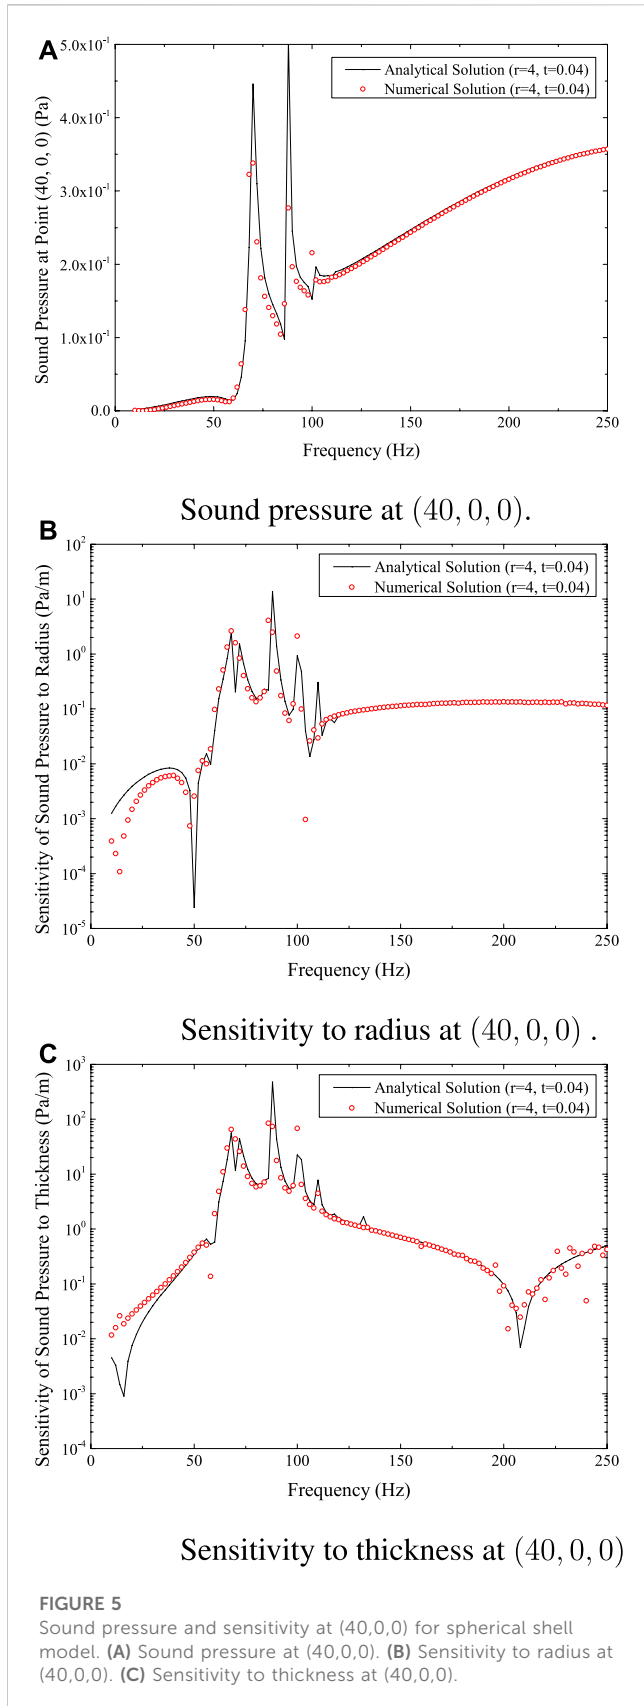 A
5.0x10⁻¹
4.0x10⁻¹
3.0x10⁻¹
2.0x10⁻¹
1.0x10⁻¹
0.0
Sound Pressure at Point (40, 0, 0) (Pa)
Analytical Solution (r=4, t=0.04)
Numerical Solution (r=4, t=0.04)
0 50 100 150 200 250
Frequency (Hz)
Sound pressure at (40, 0, 0).
B
10²
10¹
10⁰
10⁻¹
10⁻²
10⁻³
10⁻⁴
10⁻⁵
Sensitivity of Sound Pressure to Radius (Pa/m)
Analytical Solution (r=4, t=0.04)
Numerical Solution (r=4, t=0.04)
0 50 100 150 200 250
Frequency (Hz)
Sensitivity to radius at (40, 0, 0) .
C
10³
10²
10¹
10⁰
10⁻¹
10⁻²
10⁻³
10⁻⁴
Sensitivity of Sound Pressure to Thickness (Pa/m)
Analytical Solution (r=4, t=0.04)
Numerical Solution (r=4, t=0.04)
0 50 100 150 200 250
Frequency (Hz)
Sensitivity to thickness at (40, 0, 0)
FIGURE 5
Sound pressure and sensitivity at (40,0,0) for spherical shell
model. (A) Sound pressure at (40,0,0). (B) Sensitivity to radius at
(40,0,0). (C) Sensitivity to thickness at (40,0,0).